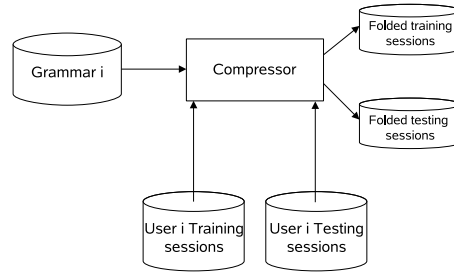 Folded training
sessions
Grammar i
Compressor
Folded testing
sessions
User i Training
sessions
User i Testing
sessions